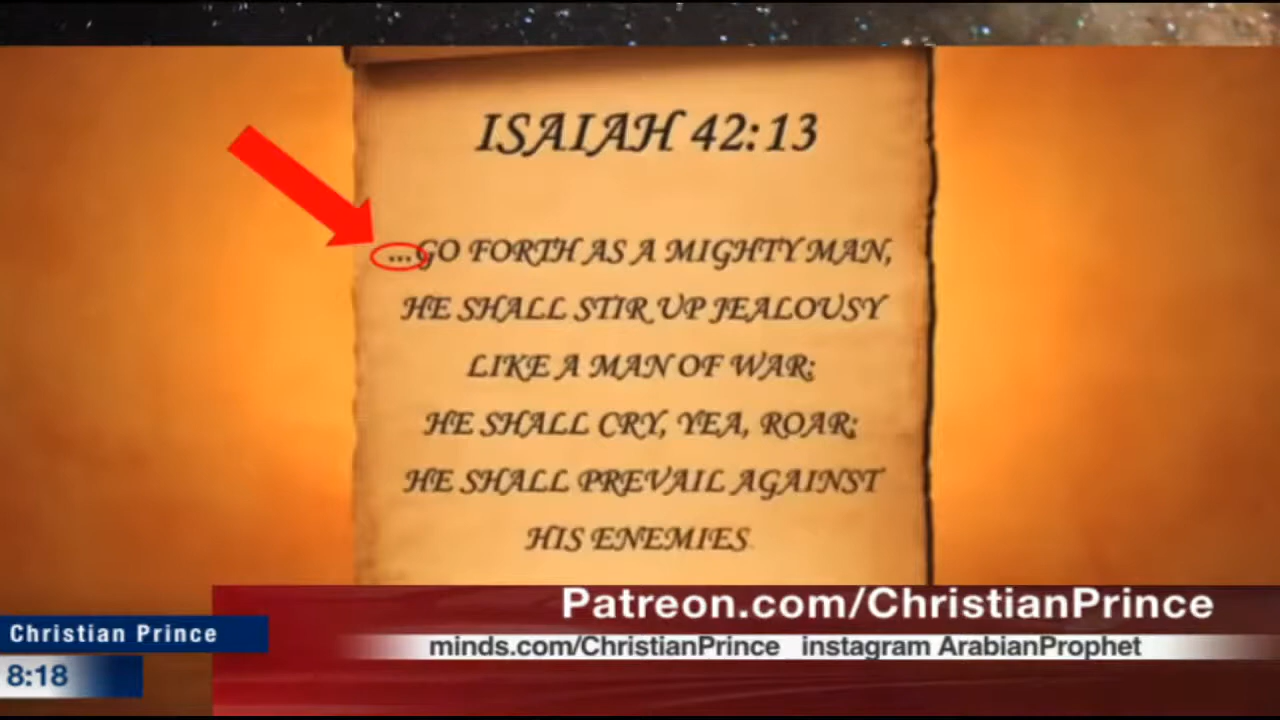 ISAIAH 42:13
...GO FORTH AS A MIGHTY MAN,
HE SHALL STIR UP JEALOUSY
LIKE A MAN OF WAR;
HE SHALL CRY, YEA, ROAR;
HE SHALL PREVAIL AGAINST
HIS ENEMIES.
Patreon.com/ChristianPrince
Christian Prince
minds.com/ChristianPrince instagram ArabianProphet
8:18